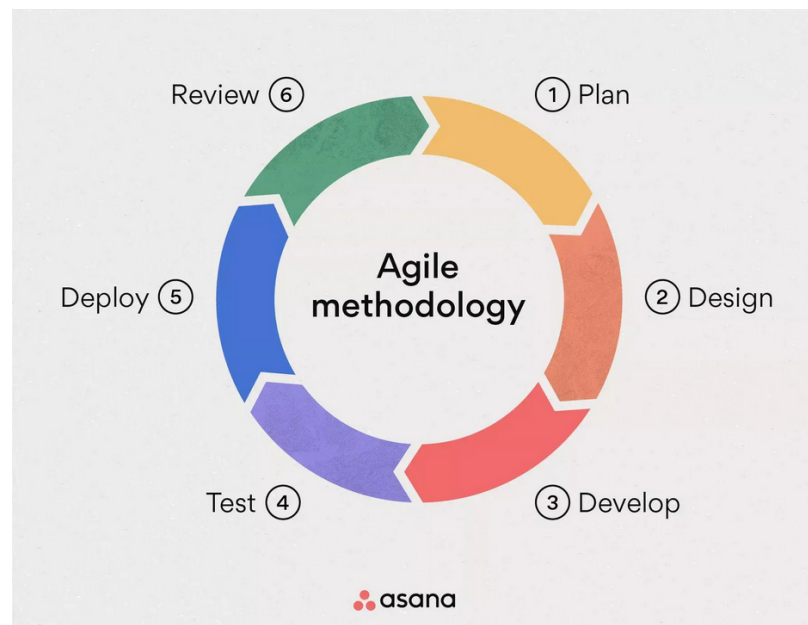 Agile
methodology
1 Plan
2 Design
3 Develop
Test 4
Deploy 5
Review 6
asana